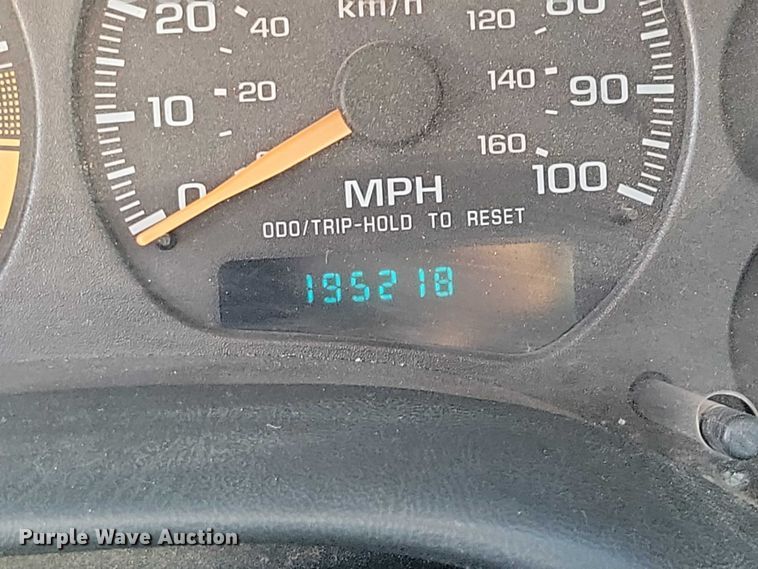 km/h
20 40 120 80
10 20 140 90
0 0 160 100
MPH
ODO/TRIP-HOLD TO RESET
195218
Purple Wave Auction